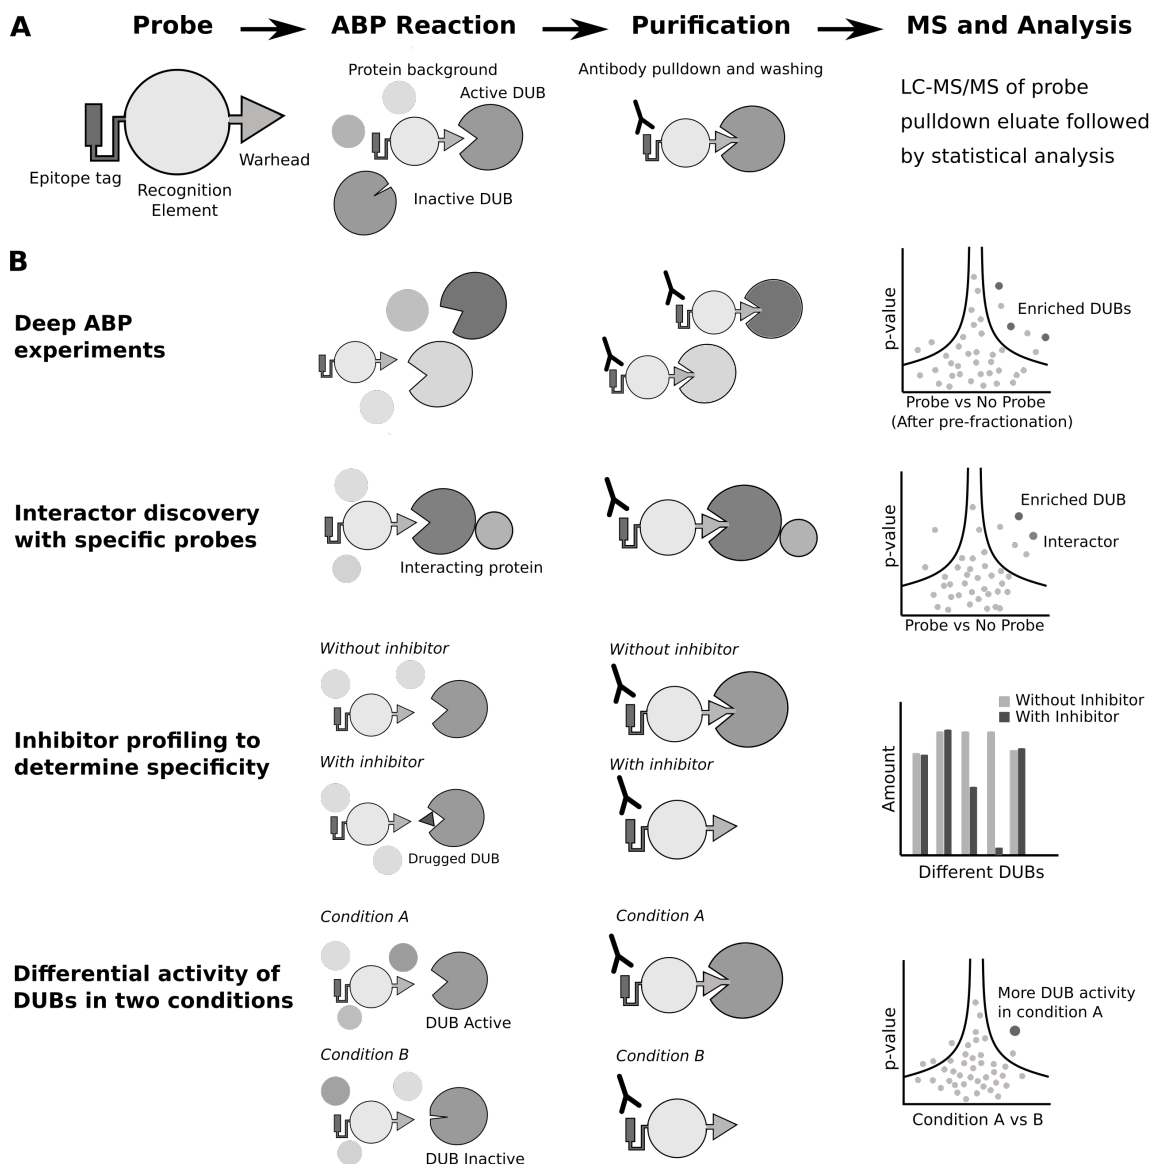 A
Probe
ABP Reaction
Purification
MS and Analysis
Epitope tag
Recognition
Element
Warhead
Protein background
Active DUB
Inactive DUB
Antibody pulldown and washing
LC-MS/MS of probe
pulldown eluate followed
by statistical analysis
B
Deep ABP
experiments
p-value
Enriched DUBs
Probe vs No Probe
(After pre-fractionation)
Interactor discovery
with specific probes
Interacting protein
p-value
Enriched DUB
Interactor
Probe vs No Probe
Inhibitor profiling to
determine specificity
Without inhibitor
With inhibitor
Drugged DUB
Without inhibitor
With inhibitor
Amount
Without Inhibitor
With Inhibitor
Different DUBs
Differential activity of
DUBs in two conditions
Condition A
DUB Active
Condition B
DUB Inactive
Condition A
Condition B
p-value
More DUB activity
in condition A
Condition A vs B